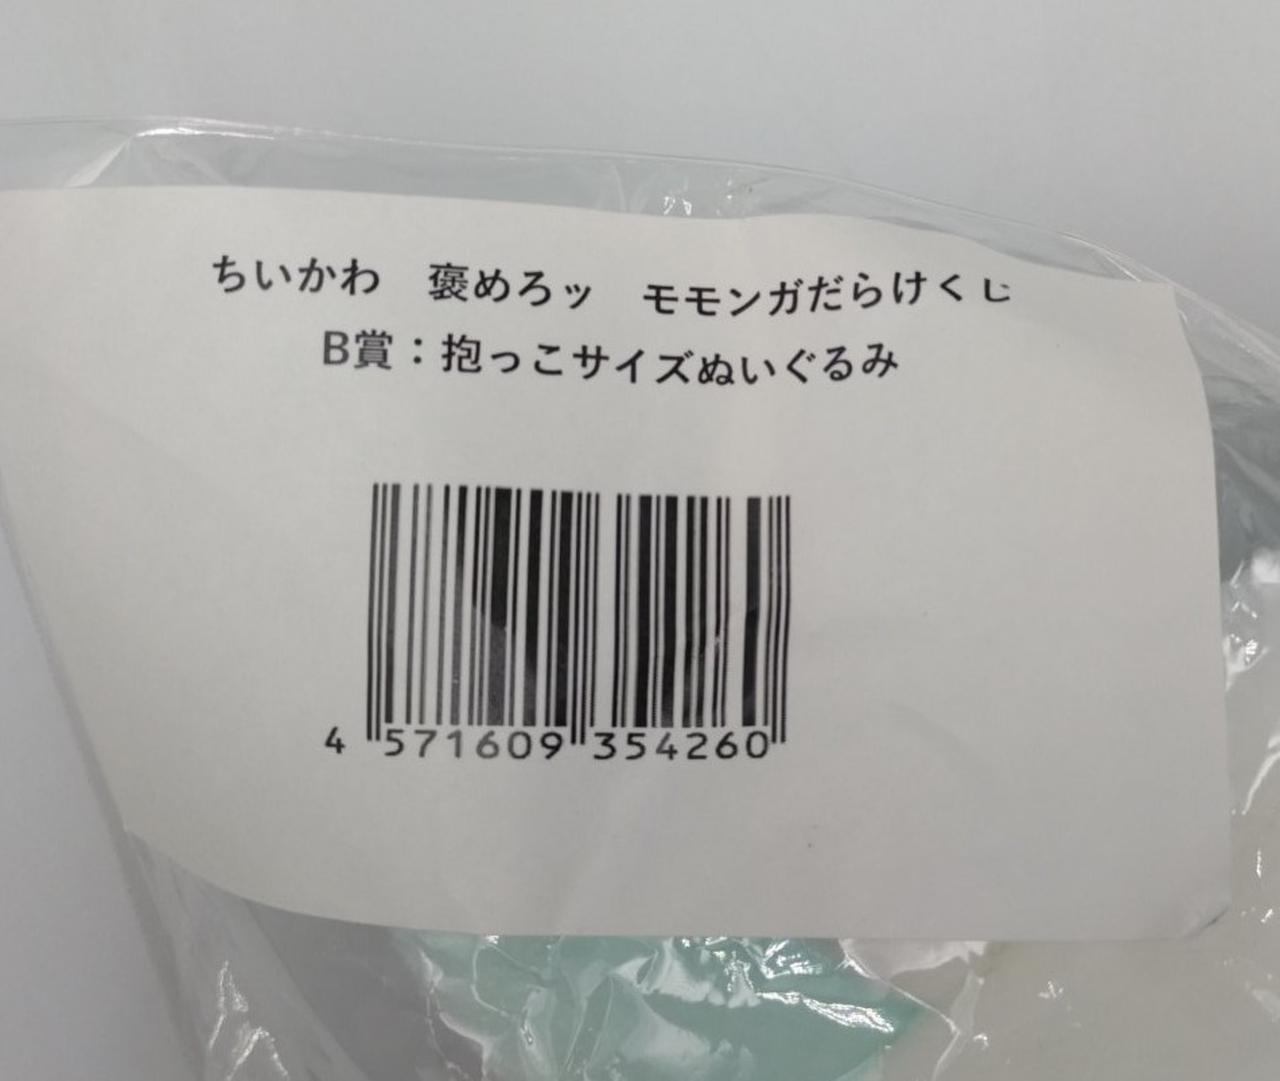 ちいかわ　褒めろッ　モモンガだらけくじ
B賞：抱っこサイズぬいぐるみ
4 571609 354260